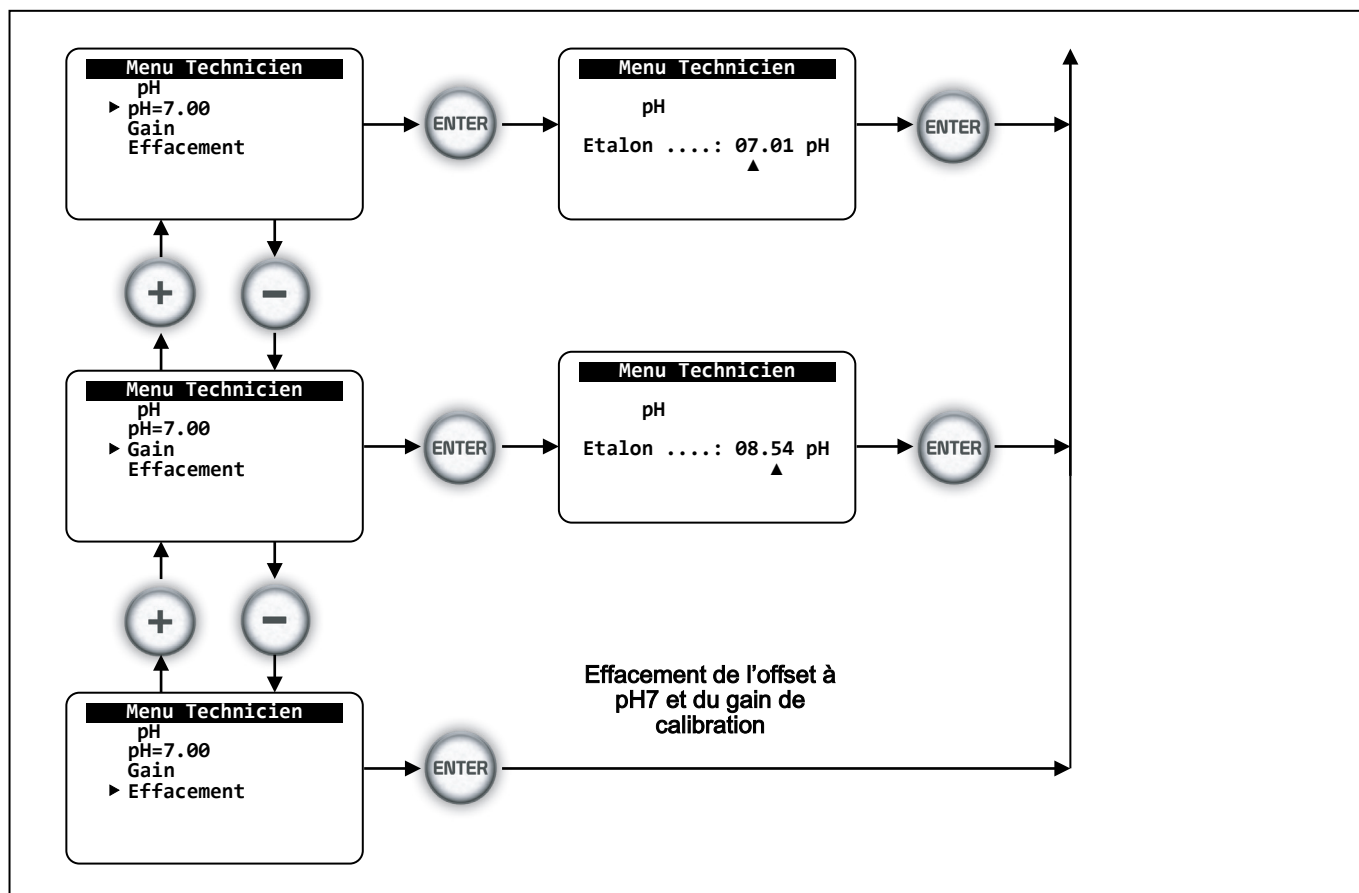 Menu Technicien
pH
► pH=7.00
Gain
Effacement
ENTER
Menu Technicien
pH
Etalon ....: 07.01 pH
▲
ENTER
+
-
Menu Technicien
pH
pH=7.00
► Gain
Effacement
ENTER
Menu Technicien
pH
Etalon ....: 08.54 pH
▲
ENTER
+
-
Menu Technicien
pH
pH=7.00
Gain
► Effacement
ENTER
Effacement de l’offset à
pH7 et du gain de
calibration